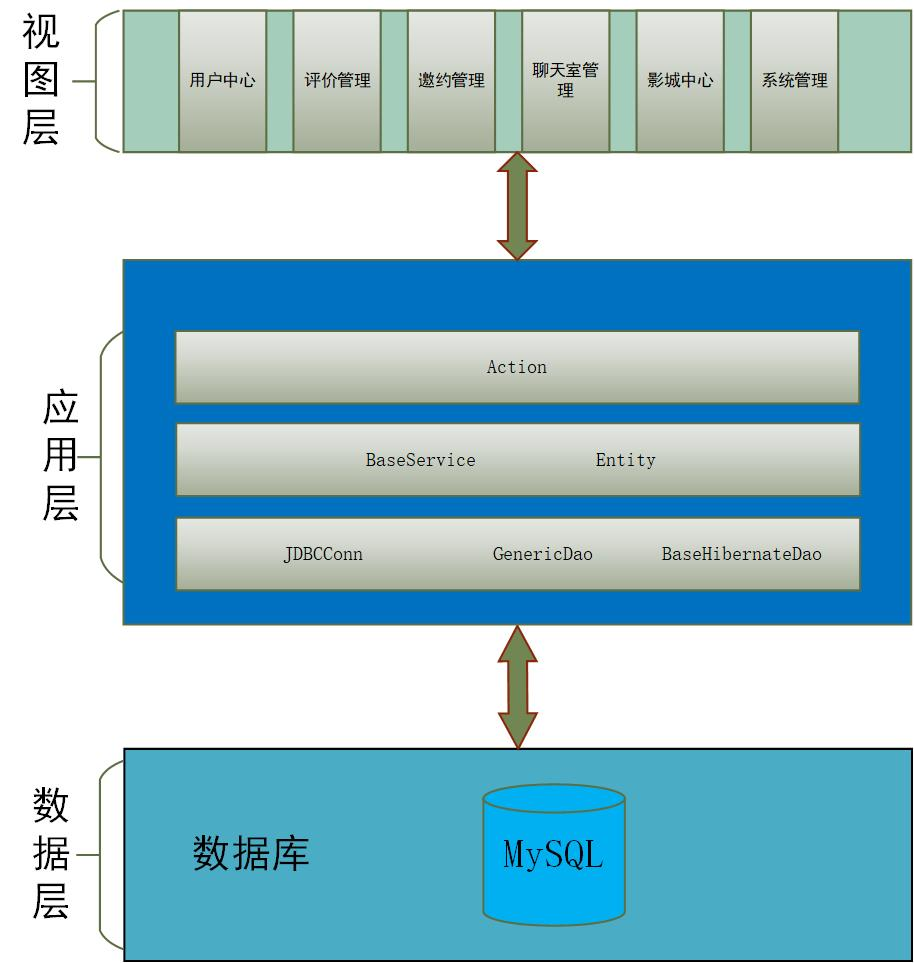 视图层
用户中心
评价管理
邀约管理
聊天室管
理
影城中心
系统管理
应用层
Action
BaseService Entity
JDBCConn GenericDao BaseHibernateDao
数据层
数据库
MySQL